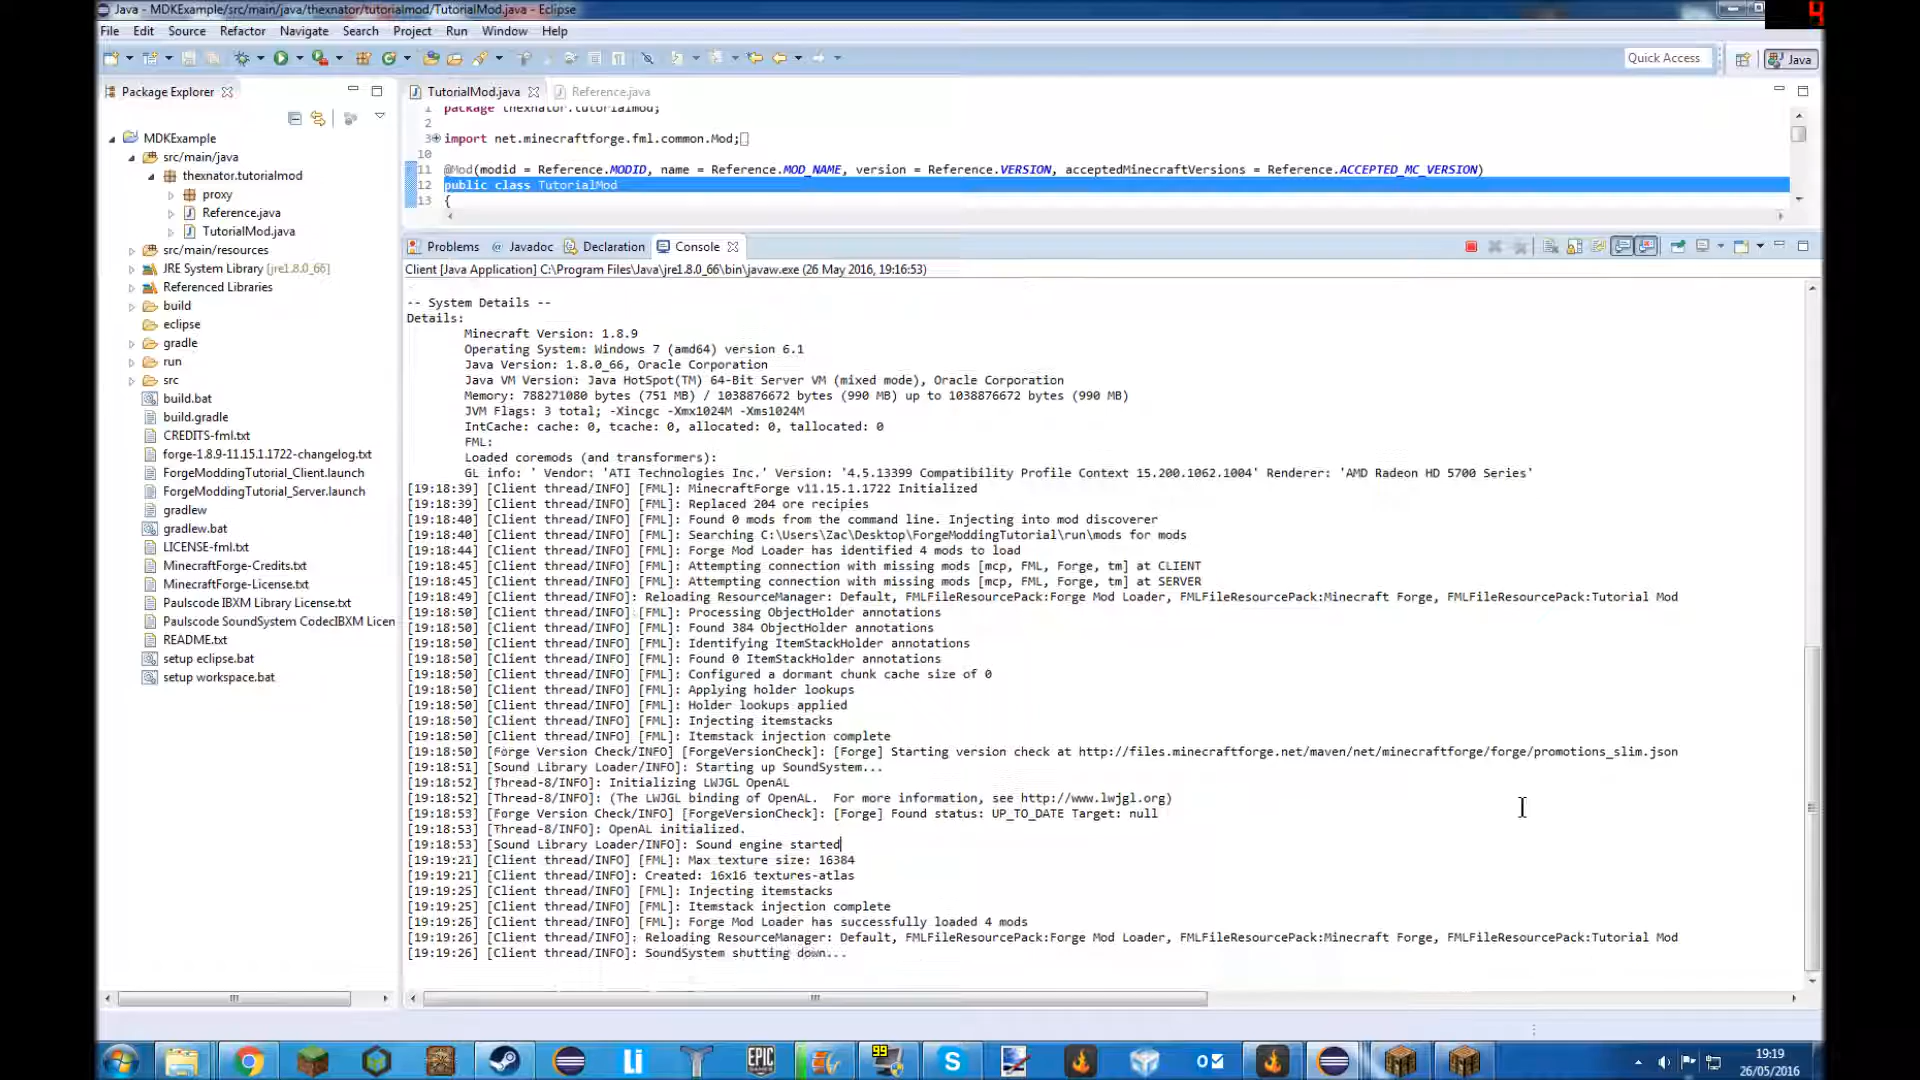 Java - MDKExample/src/main/java/thexnator/tutorialmod/TutorialMod.java - Eclipse
4
File Edit Source Refactor Navigate Search Project Run Window Help
Quick Access
Java
Package Explorer
TutorialMod.java
Reference.java
MDKExample
src/main/java
thexnator.tutorialmod
proxy
Reference.java
TutorialMod.java
src/main/resources
JRE System Library [jre1.8.0_66]
Referenced Libraries
build
eclipse
gradle
run
src
build.bat
build.gradle
CREDITS-fml.txt
forge-1.8.9-11.15.1.1722-changelog.txt
ForgeModdingTutorial_Client.launch
ForgeModdingTutorial_Server.launch
gradlew
gradlew.bat
LICENSE-fml.txt
MinecraftForge-Credits.txt
MinecraftForge-License.txt
Paulscode IBXM Library License.txt
Paulscode SoundSystem CodecIBXM Licen
README.txt
setup eclipse.bat
setup workspace.bat
1 package thexnator.tutorialmod;
2
3 import net.minecraftforge.fml.common.Mod;
10
11 @Mod(modid = Reference.MODID, name = Reference.MOD_NAME, version = Reference.VERSION, acceptedMinecraftVersions = Reference.ACCEPTED_MC_VERSION)
12 public class TutorialMod
13 {
Problems @ Javadoc Declaration Console
Client [Java Application] C:\Program Files\Java\jre1.8.0_66\bin\javaw.exe (26 May 2016, 19:16:53)
-- System Details --
Details:
Minecraft Version: 1.8.9
Operating System: Windows 7 (amd64) version 6.1
Java Version: 1.8.0_66, Oracle Corporation
Java VM Version: Java HotSpot(TM) 64-Bit Server VM (mixed mode), Oracle Corporation
Memory: 788271080 bytes (751 MB) / 1038876672 bytes (990 MB) up to 1038876672 bytes (990 MB)
JVM Flags: 3 total; -Xincgc -Xmx1024M -Xms1024M
IntCache: cache: 0, tcache: 0, allocated: 0, tallocated: 0
FML:
Loaded coremods (and transformers):
GL info: ' Vendor: 'ATI Technologies Inc.' Version: '4.5.13399 Compatibility Profile Context 15.200.1062.1004' Renderer: 'AMD Radeon HD 5700 Series'
[19:18:39] [Client thread/INFO] [FML]: MinecraftForge v11.15.1.1722 Initialized
[19:18:39] [Client thread/INFO] [FML]: Replaced 204 ore recipies
[19:18:40] [Client thread/INFO] [FML]: Found 0 mods from the command line. Injecting into mod discoverer
[19:18:40] [Client thread/INFO] [FML]: Searching C:\Users\Zac\Desktop\ForgeModdingTutorial\run\mods for mods
[19:18:44] [Client thread/INFO] [FML]: Forge Mod Loader has identified 4 mods to load
[19:18:45] [Client thread/INFO] [FML]: Attempting connection with missing mods [mcp, FML, Forge, tm] at CLIENT
[19:18:45] [Client thread/INFO] [FML]: Attempting connection with missing mods [mcp, FML, Forge, tm] at SERVER
[19:18:49] [Client thread/INFO]: Reloading ResourceManager: Default, FMLFileResourcePack:Forge Mod Loader, FMLFileResourcePack:Minecraft Forge, FMLFileResourcePack:Tutorial Mod
[19:18:50] [Client thread/INFO] [FML]: Processing ObjectHolder annotations
[19:18:50] [Client thread/INFO] [FML]: Found 384 ObjectHolder annotations
[19:18:50] [Client thread/INFO] [FML]: Identifying ItemStackHolder annotations
[19:18:50] [Client thread/INFO] [FML]: Found 0 ItemStackHolder annotations
[19:18:50] [Client thread/INFO] [FML]: Configured a dormant chunk cache size of 0
[19:18:50] [Client thread/INFO] [FML]: Applying holder lookups
[19:18:50] [Client thread/INFO] [FML]: Holder lookups applied
[19:18:50] [Client thread/INFO] [FML]: Injecting itemstacks
[19:18:50] [Client thread/INFO] [FML]: Itemstack injection complete
[19:18:50] [Forge Version Check/INFO] [ForgeVersionCheck]: [Forge] Starting version check at http://files.minecraftforge.net/maven/net/minecraftforge/forge/promotions_slim.json
[19:18:51] [Sound Library Loader/INFO]: Starting up SoundSystem...
[19:18:52] [Thread-8/INFO]: Initializing LWJGL OpenAL
[19:18:52] [Thread-8/INFO]: (The LWJGL binding of OpenAL.  For more information, see http://www.lwjgl.org)
[19:18:53] [Forge Version Check/INFO] [ForgeVersionCheck]: [Forge] Found status: UP_TO_DATE Target: null
[19:18:53] [Thread-8/INFO]: OpenAL initialized.
[19:18:53] [Sound Library Loader/INFO]: Sound engine started
[19:19:21] [Client thread/INFO] [FML]: Max texture size: 16384
[19:19:21] [Client thread/INFO]: Created: 16x16 textures-atlas
[19:19:25] [Client thread/INFO] [FML]: Injecting itemstacks
[19:19:25] [Client thread/INFO] [FML]: Itemstack injection complete
[19:19:26] [Client thread/INFO] [FML]: Forge Mod Loader has successfully loaded 4 mods
[19:19:26] [Client thread/INFO]: Reloading ResourceManager: Default, FMLFileResourcePack:Forge Mod Loader, FMLFileResourcePack:Minecraft Forge, FMLFileResourcePack:Tutorial Mod
[19:19:26] [Client thread/INFO]: SoundSystem shutting down...
li
EPIC GAMES
99
S
19:19
26/05/2016